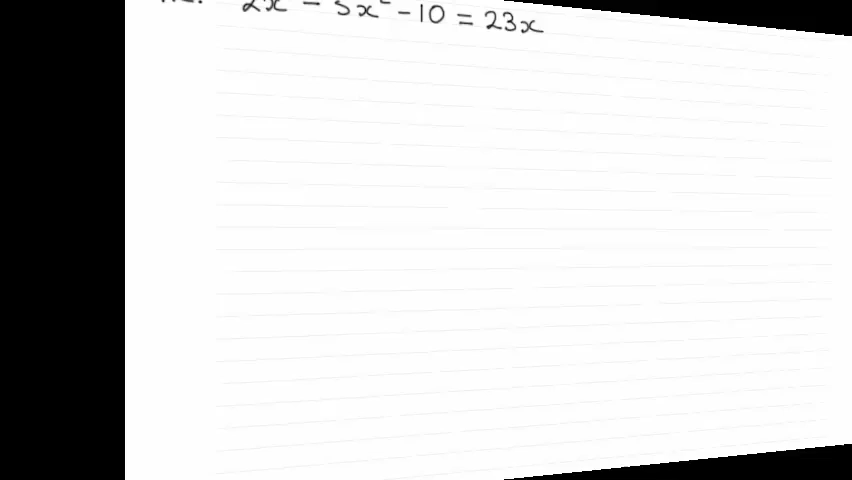 2x - 5x² - 10 = 23x